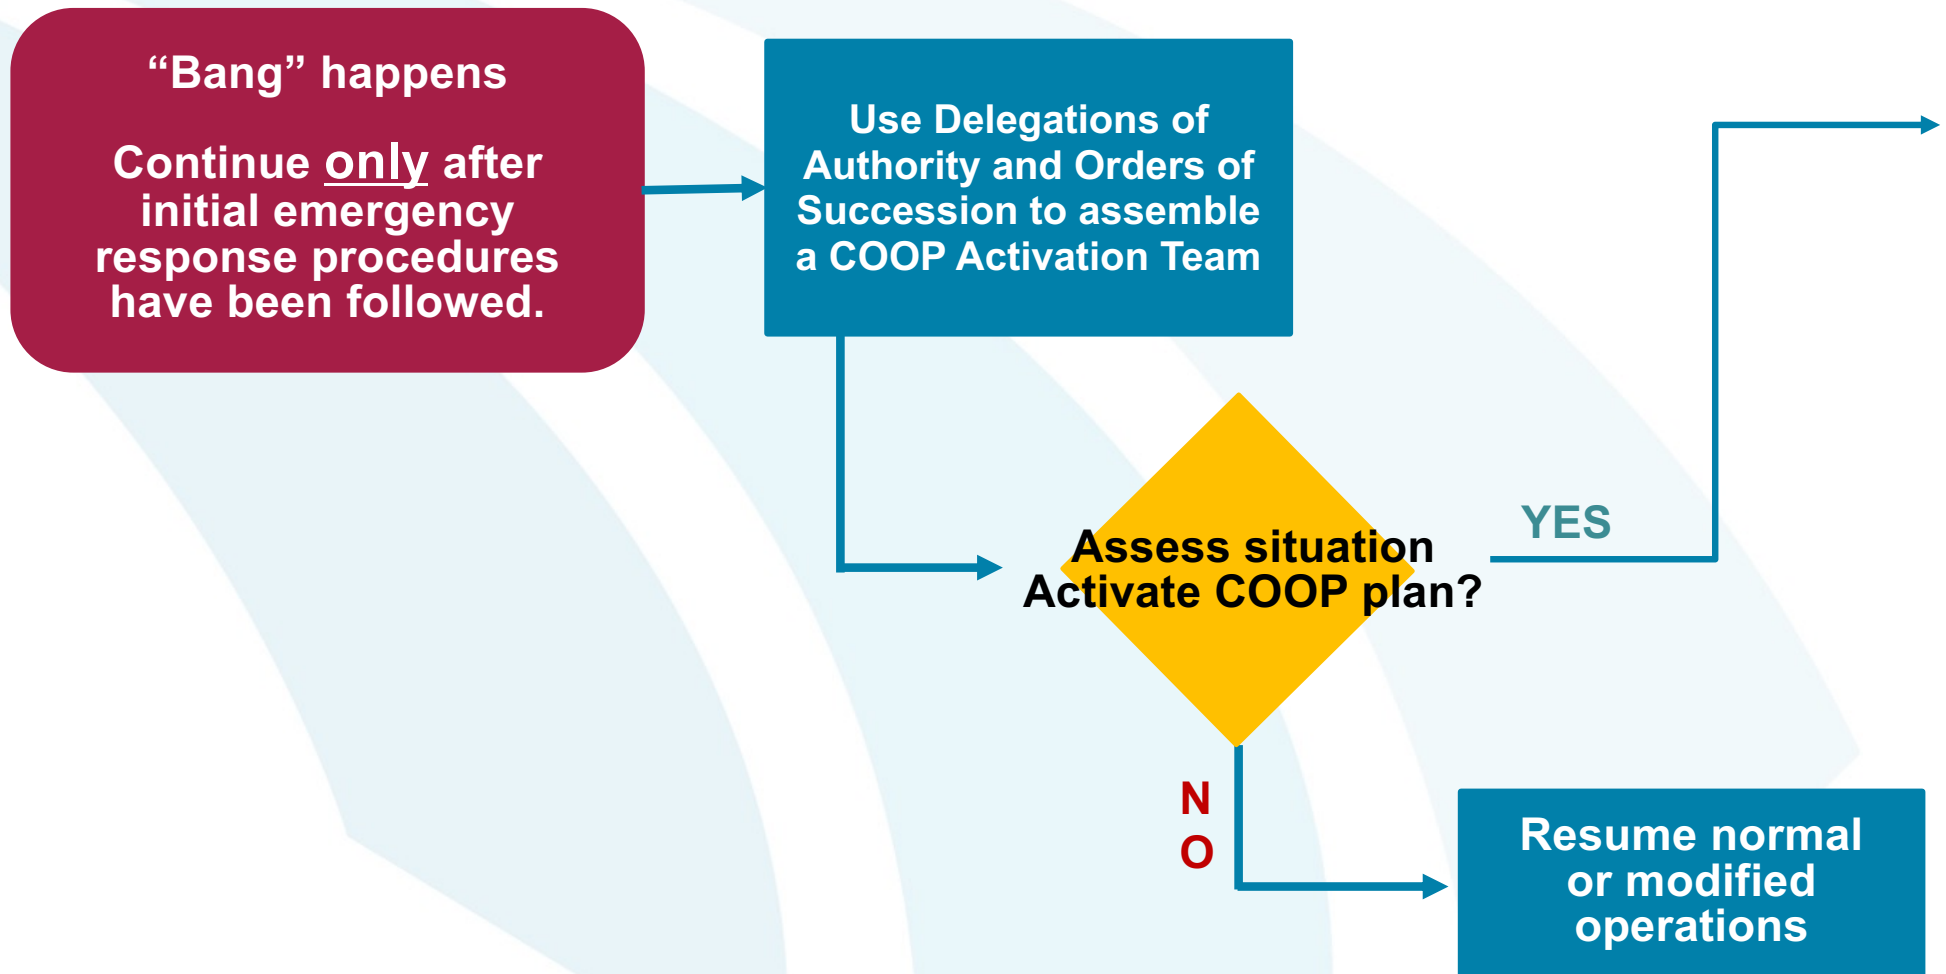 “Bang” happens
Continue only after
initial emergency
response procedures
have been followed.
Use Delegations of
Authority and Orders of
Succession to assemble
a COOP Activation Team
Assess situation
Activate COOP plan?
YES
N
O
Resume normal
or modified
operations